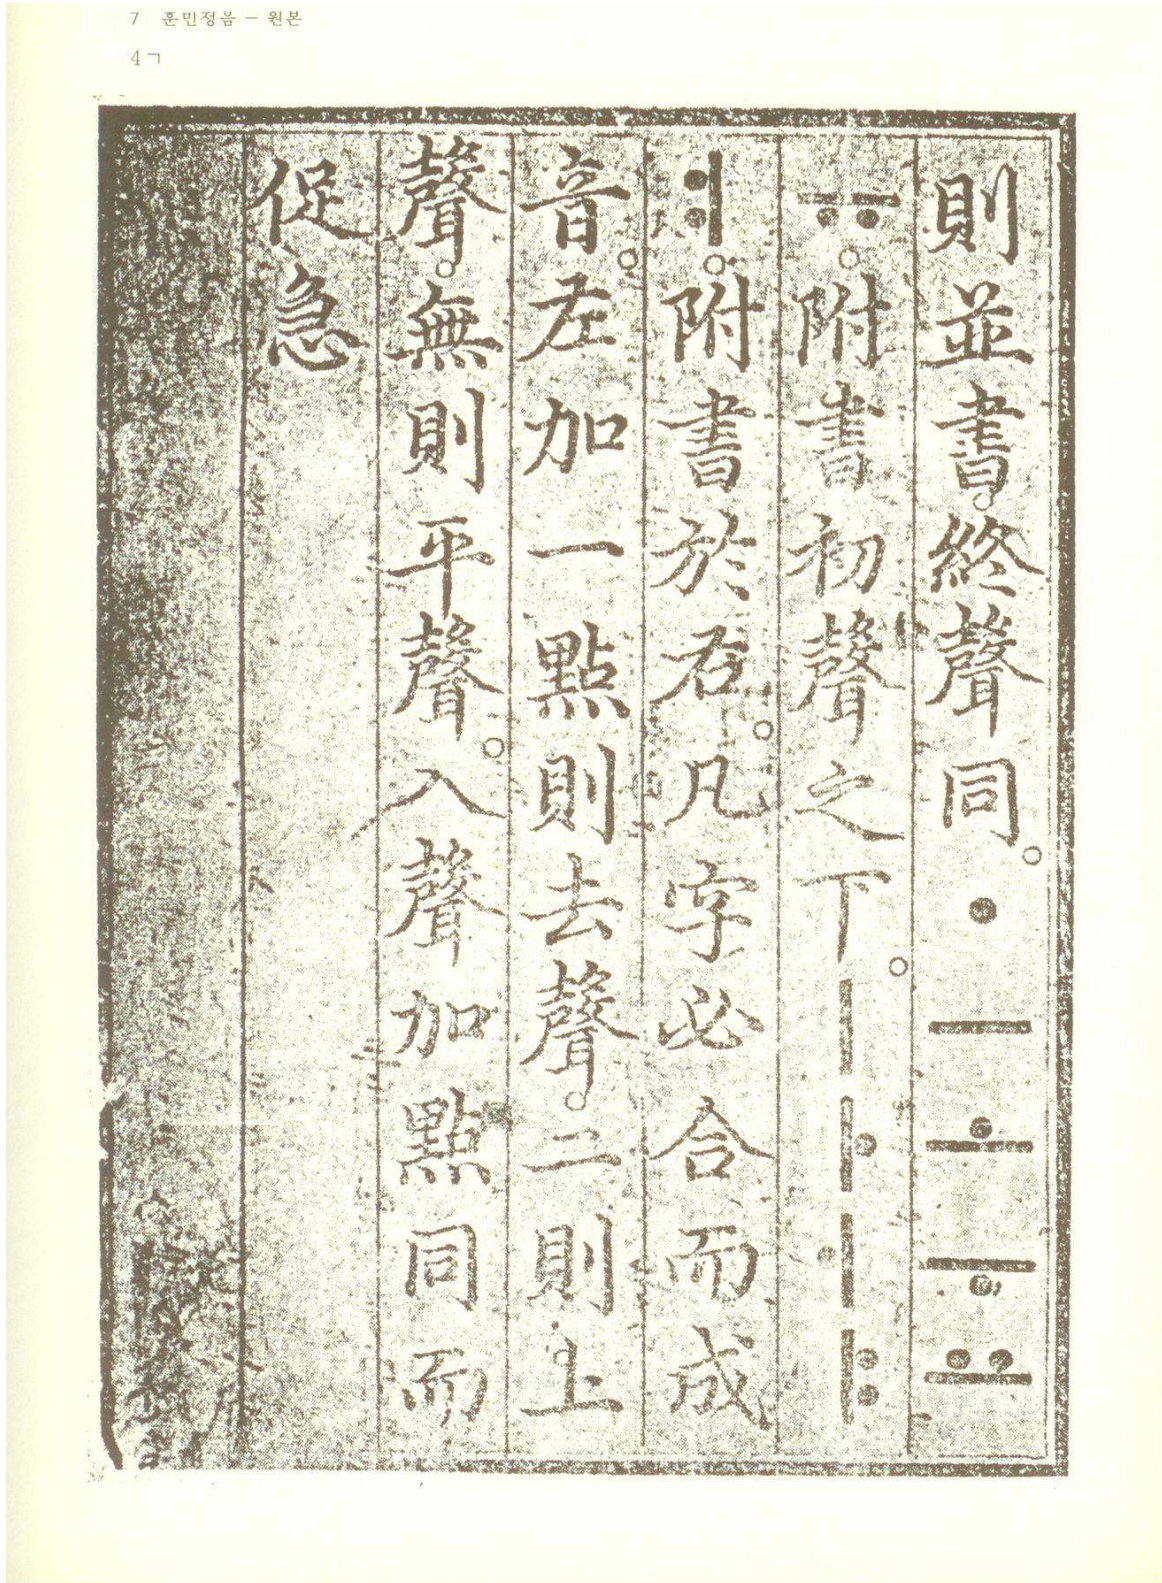 7 훈민정음 － 원본
4ㄱ
則並書。終聲同。ㆍㅡㅗㅜㅛ
ㅠ。附書初聲之下。ㅣㅏㅓㅑ
ㅕ。附書於右。凡字必合而成
音。左加一點則去聲。二則上
聲。無則平聲。入聲加點同而
促急